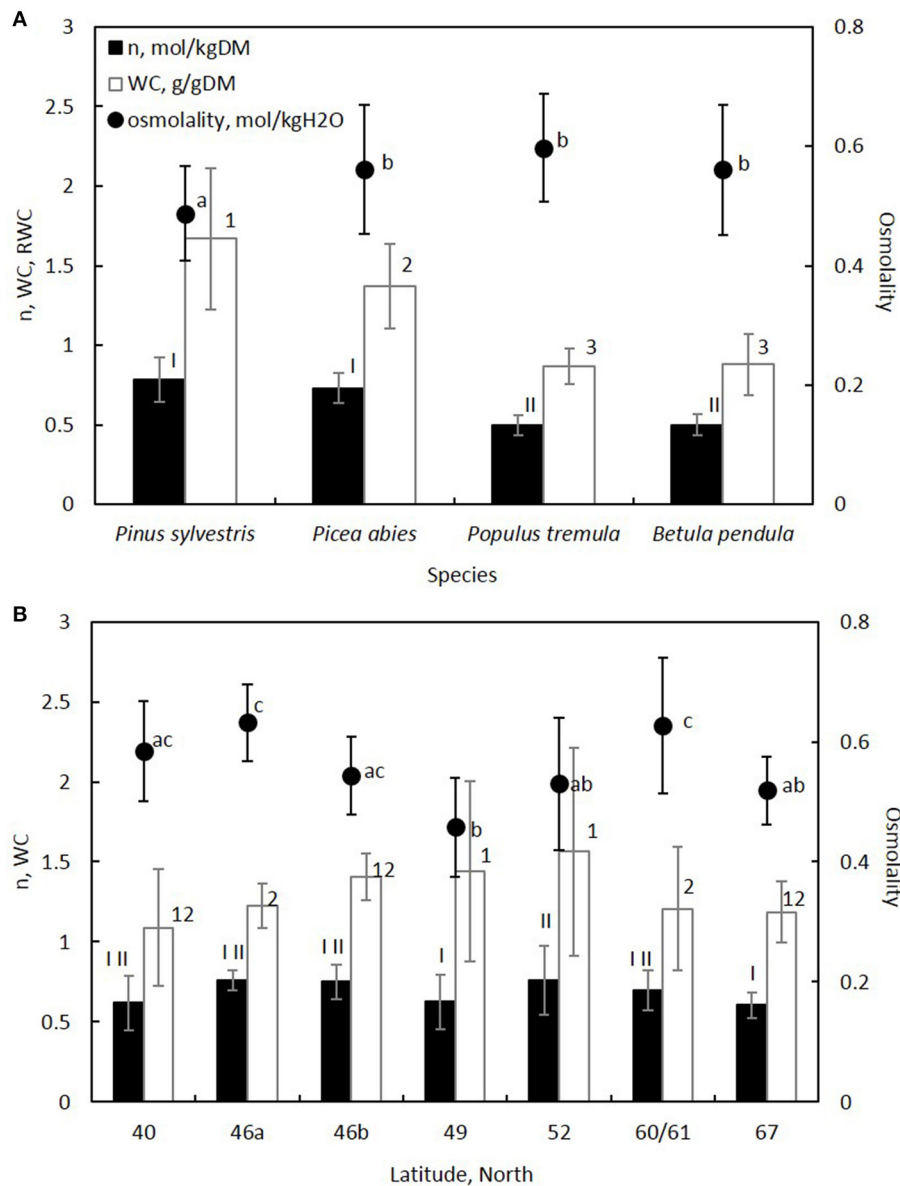 A
3
2.5
2
1.5
1
0.5
0
n, WC, RWC
n, mol/kgDM
WC, g/gDM
osmolality, mol/kgH2O
0.8
0.6
0.4
0.2
0
Osmolality
a
1
I
b
2
I
b
3
II
b
3
II
Pinus sylvestris Picea abies Populus tremula Betula pendula
Species
B
3
2.5
2
1.5
1
0.5
0
n, WC
0.8
0.6
0.4
0.2
0
Osmolality
ac
12
I II
c
2
I II
ac
12
I II
b
1
I
ab
1
II
c
2
I II
ab
12
I
40 46a 46b 49 52 60/61 67
Latitude, North